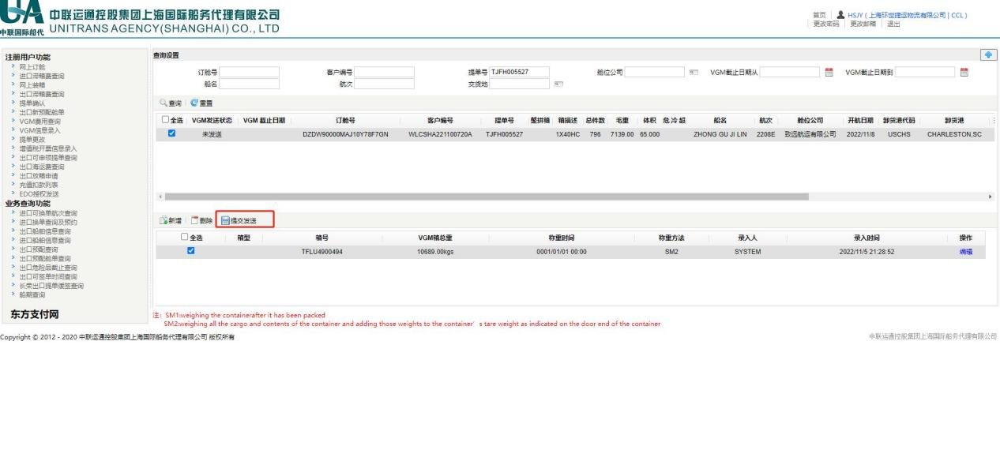 UA 中联运通控股集团上海国际船务代理有限公司
中联国际船代 UNITRANS AGENCY(SHANGHAI) CO., LTD
首页 HSJY ( 上海环世捷运物流有限公司 | CCL )
更改密码 更改邮箱 退出
注册用户功能
网上订舱
进口滞箱费查询
网上装箱
出口滞箱费查询
提单确认
出口新预配舱单
VGM费用查询
VGM信息录入
提单更改
增值税开票信息录入
出口可申领提单查询
出口海运费查询
出口放箱申请
充值扣款列表
EDO授权发送
业务查询功能
进口可换单航次查询
进口换单查询及预约
出口船舶信息查询
进口船舶信息查询
出口预配查询
出口预配舱单查询
出口危险品截止查询
出口可签单时间查询
长荣出口提单缓签查询
船期查询
东方支付网
查询设置
订舱号 客户编号 提单号 TJFH005527 舱位公司 VGM截止日期从 VGM截止日期到
船名 航次 交货地
查询 重置
全选 VGM发送状态 VGM 截止日期 订舱号 客户编号 提单号 整拼箱 箱描述 总件数 毛重 体积 危冷超 船名 航次 舱位公司 开航日期 卸货港代码 卸货港
未发送 DZDW90000MAJ10Y78F7GN WLCSHA221100720A TJFH005527 1X40HC 796 7139.00 65.000 ZHONG GU JI LIN 2208E 致远航运有限公司 2022/11/8 USCHS CHARLESTON,SC
新增 删除 提交发送
全选 箱型 箱号 VGM箱总重 称重时间 称重方法 录入人 录入时间 操作
TFLU4900494 10689.00kgs 0001/01/01 00:00 SM2 SYSTEM 2022/11/5 21:28:52 编辑
注: SM1:weighing the containerafter it has been packed
SM2:weighing all the cargo and contents of the container and adding those weights to the container' s tare weight as indicated on the door end of the container
Copyright © 2012 - 2020 中联运通控股集团上海国际船务代理有限公司 版权所有
中联运通控股集团上海国际船务代理有限公司